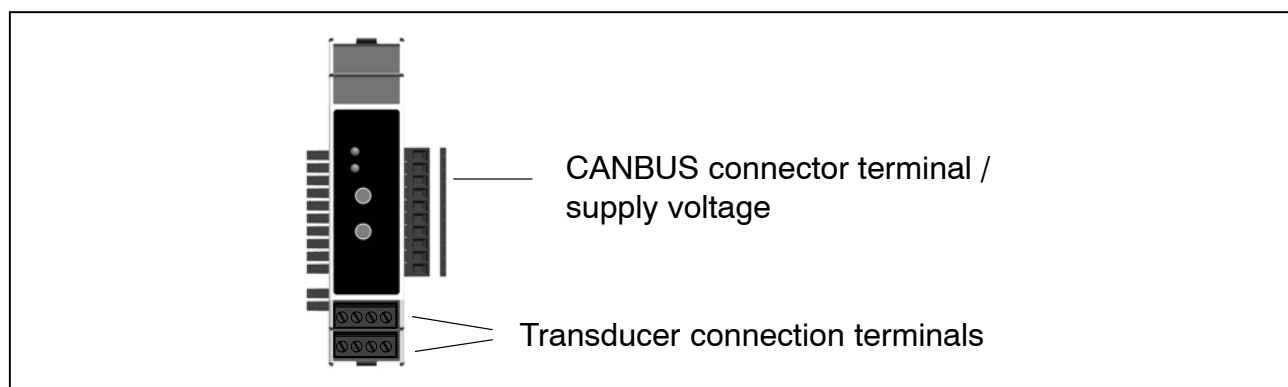 CANBUS connector terminal /
supply voltage
Transducer connection terminals